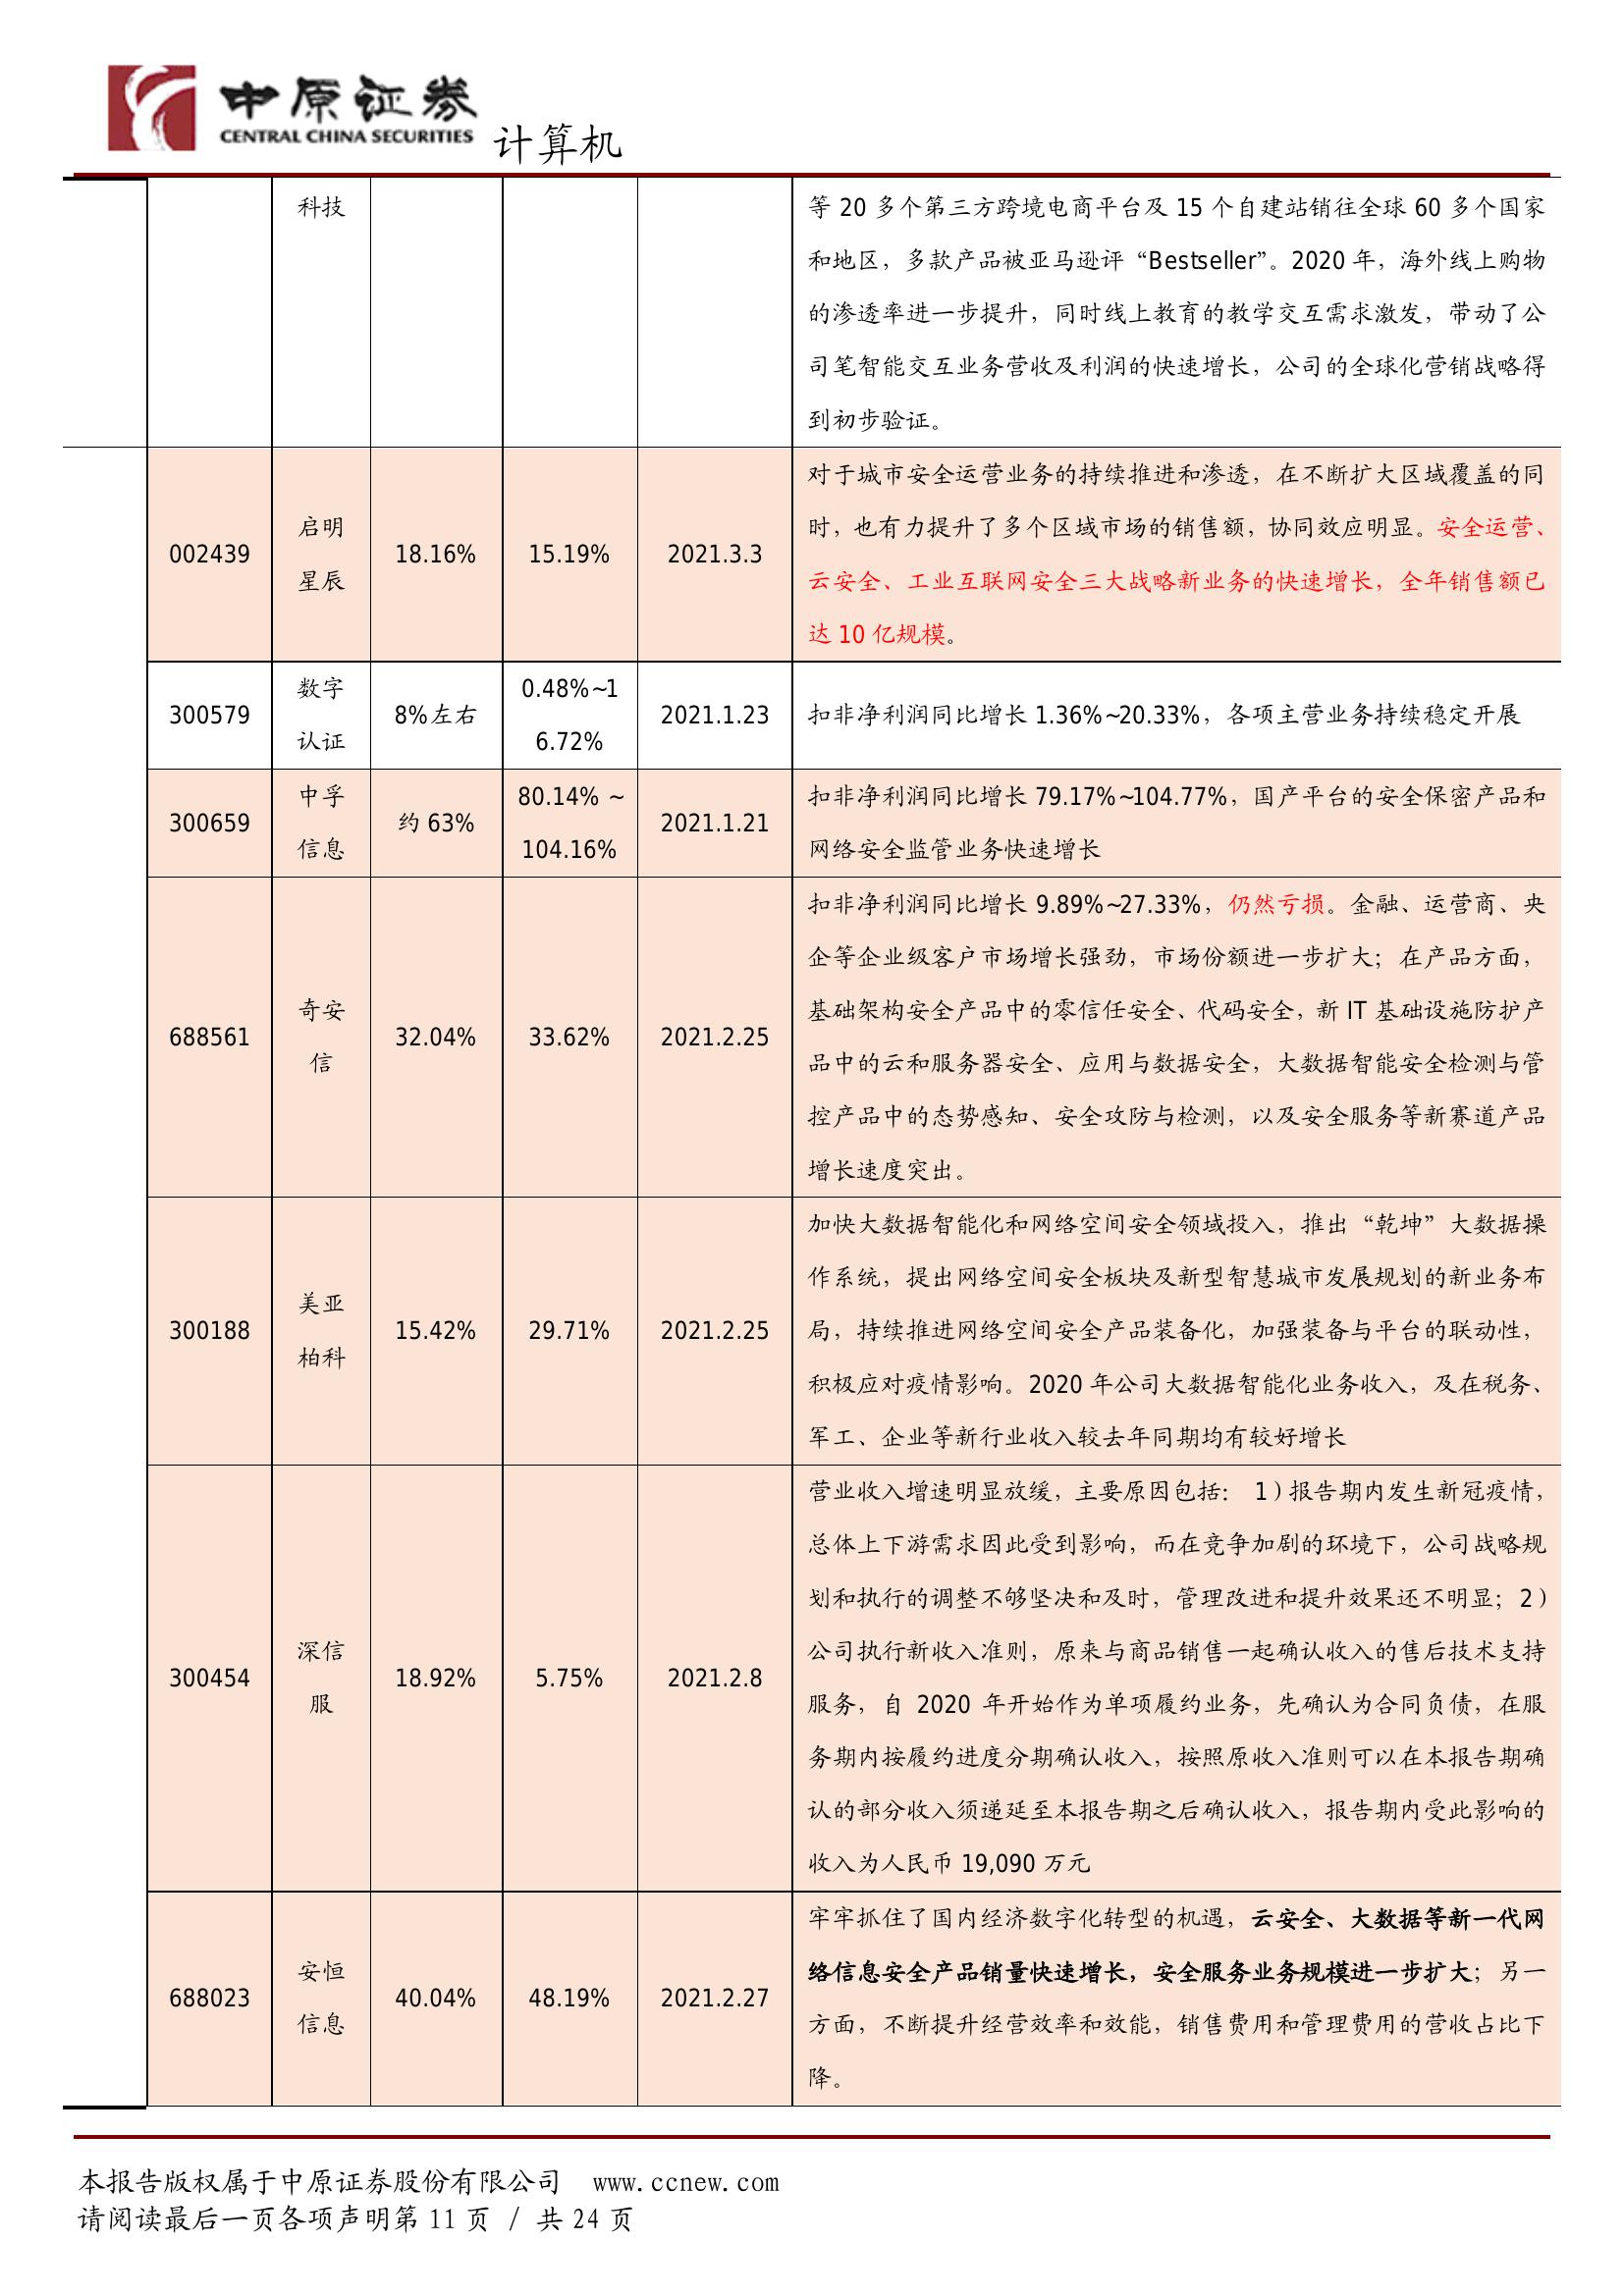 中原证券
CENTRAL CHINA SECURITIES
计算机
科技
等 20 多个第三方跨境电商平台及 15 个自建站销往全球 60 多个国家
和地区，多款产品被亚马逊评“Bestseller”。2020 年，海外线上购物
的渗透率进一步提升，同时线上教育的教学交互需求激发，带动了公
司笔智能交互业务营收及利润的快速增长，公司的全球化营销战略得
到初步验证。
002439
启明
星辰
18.16%
15.19%
2021.3.3
对于城市安全运营业务的持续推进和渗透，在不断扩大区域覆盖的同
时，也有力提升了多个区域市场的销售额，协同效应明显。安全运营、
云安全、工业互联网安全三大战略新业务的快速增长，全年销售额已
达 10 亿规模。
300579
数字
认证
8%左右
0.48%~1
6.72%
2021.1.23
扣非净利润同比增长 1.36%~20.33%，各项主营业务持续稳定开展
300659
中孚
信息
约 63%
80.14% ~
104.16%
2021.1.21
扣非净利润同比增长 79.17%~104.77%，国产平台的安全保密产品和
网络安全监管业务快速增长
688561
奇安
信
32.04%
33.62%
2021.2.25
扣非净利润同比增长 9.89%~27.33%，仍然亏损。金融、运营商、央
企等企业级客户市场增长强劲，市场份额进一步扩大；在产品方面，
基础架构安全产品中的零信任安全、代码安全，新 IT 基础设施防护产
品中的云和服务器安全、应用与数据安全，大数据智能安全检测与管
控产品中的态势感知、安全攻防与检测，以及安全服务等新赛道产品
增长速度突出。
300188
美亚
柏科
15.42%
29.71%
2021.2.25
加快大数据智能化和网络空间安全领域投入，推出“乾坤”大数据操
作系统，提出网络空间安全板块及新型智慧城市发展规划的新业务布
局，持续推进网络空间安全产品装备化，加强装备与平台的联动性，
积极应对疫情影响。2020 年公司大数据智能化业务收入，及在税务、
军工、企业等新行业收入较去年同期均有较好增长
300454
深信
服
18.92%
5.75%
2021.2.8
营业收入增速明显放缓，主要原因包括： 1）报告期内发生新冠疫情，
总体上下游需求因此受到影响，而在竞争加剧的环境下，公司战略规
划和执行的调整不够坚决和及时，管理改进和提升效果还不明显；2）
公司执行新收入准则，原来与商品销售一起确认收入的售后技术支持
服务，自 2020 年开始作为单项履约业务，先确认为合同负债，在服
务期内按履约进度分期确认收入，按照原收入准则可以在本报告期确
认的部分收入须递延至本报告期之后确认收入，报告期内受此影响的
收入为人民币 19,090 万元
688023
安恒
信息
40.04%
48.19%
2021.2.27
牢牢抓住了国内经济数字化转型的机遇，云安全、大数据等新一代网
络信息安全产品销量快速增长，安全服务业务规模进一步扩大；另一
方面，不断提升经营效率和效能，销售费用和管理费用的营收占比下
降。
本报告版权属于中原证券股份有限公司 www.ccnew.com
请阅读最后一页各项声明第 11 页 / 共 24 页